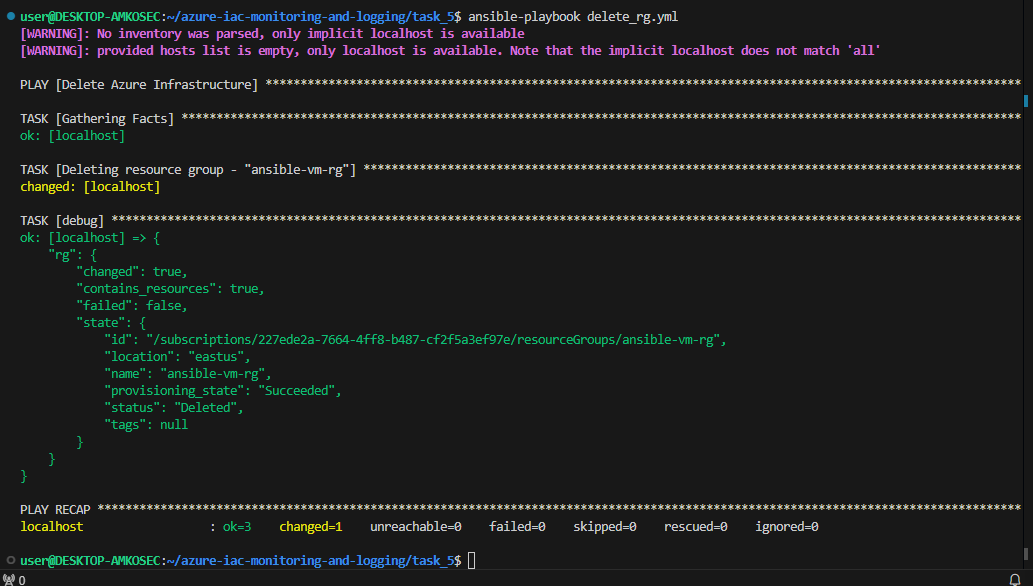 user@DESKTOP-AMKOSEC:~/azure-iac-monitoring-and-logging/task_5$ ansible-playbook delete_rg.yml
[WARNING]: No inventory was parsed, only implicit localhost is available
[WARNING]: provided hosts list is empty, only localhost is available. Note that the implicit localhost does not match 'all'
PLAY [Delete Azure Infrastructure] ************************************************************************************************************
TASK [Gathering Facts] ************************************************************************************************************************
ok: [localhost]
TASK [Deleting resource group - "ansible-vm-rg"] **********************************************************************************************
changed: [localhost]
TASK [debug] **********************************************************************************************************************************
ok: [localhost] => {
    "rg": {
        "changed": true,
        "contains_resources": true,
        "failed": false,
        "state": {
            "id": "/subscriptions/227ede2a-7664-4ff8-b487-cf2f5a3ef97e/resourceGroups/ansible-vm-rg",
            "location": "eastus",
            "name": "ansible-vm-rg",
            "provisioning_state": "Succeeded",
            "status": "Deleted",
            "tags": null
        }
    }
}
PLAY RECAP ************************************************************************************************************************************
localhost                  : ok=3    changed=1    unreachable=0    failed=0    skipped=0    rescued=0    ignored=0
user@DESKTOP-AMKOSEC:~/azure-iac-monitoring-and-logging/task_5$
0